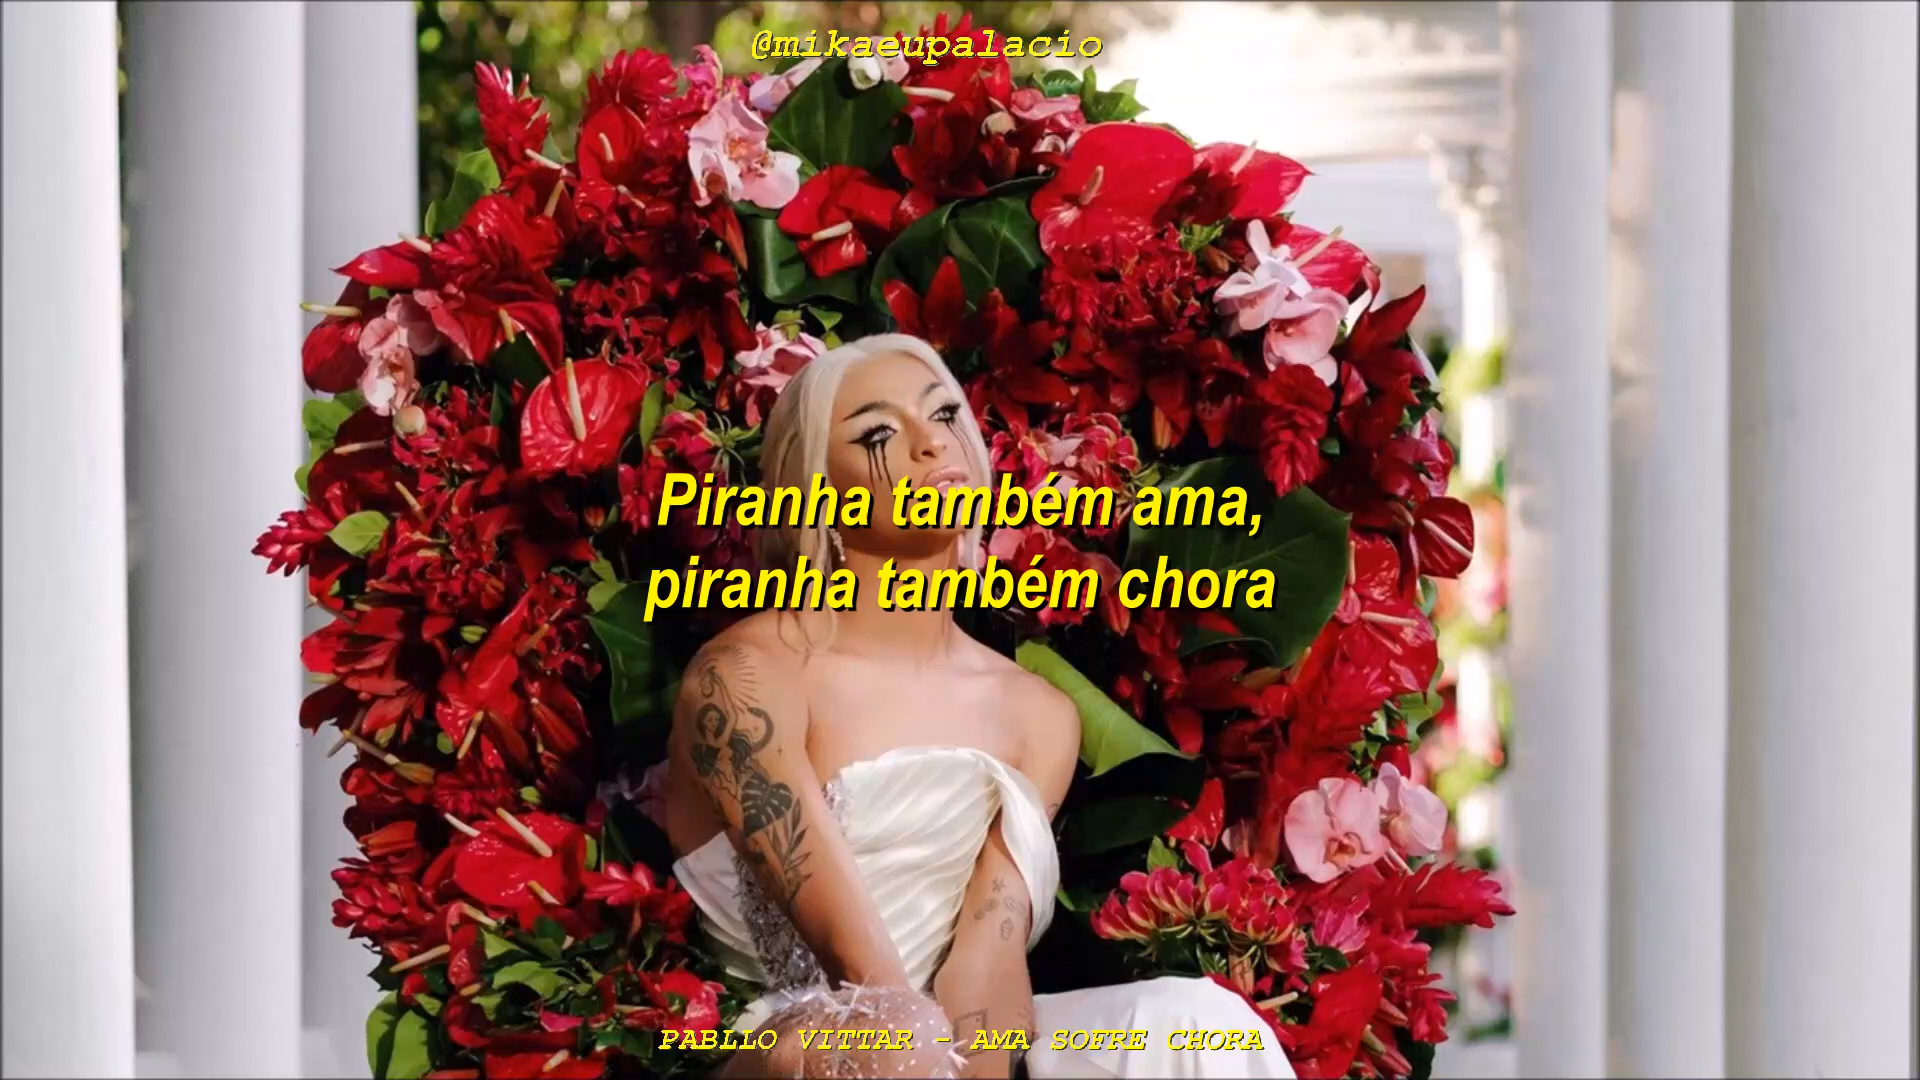 @mikaeupalacio
Piranha também ama,
piranha também chora
PABLLO VITTAR - AMA SOFRE CHORA